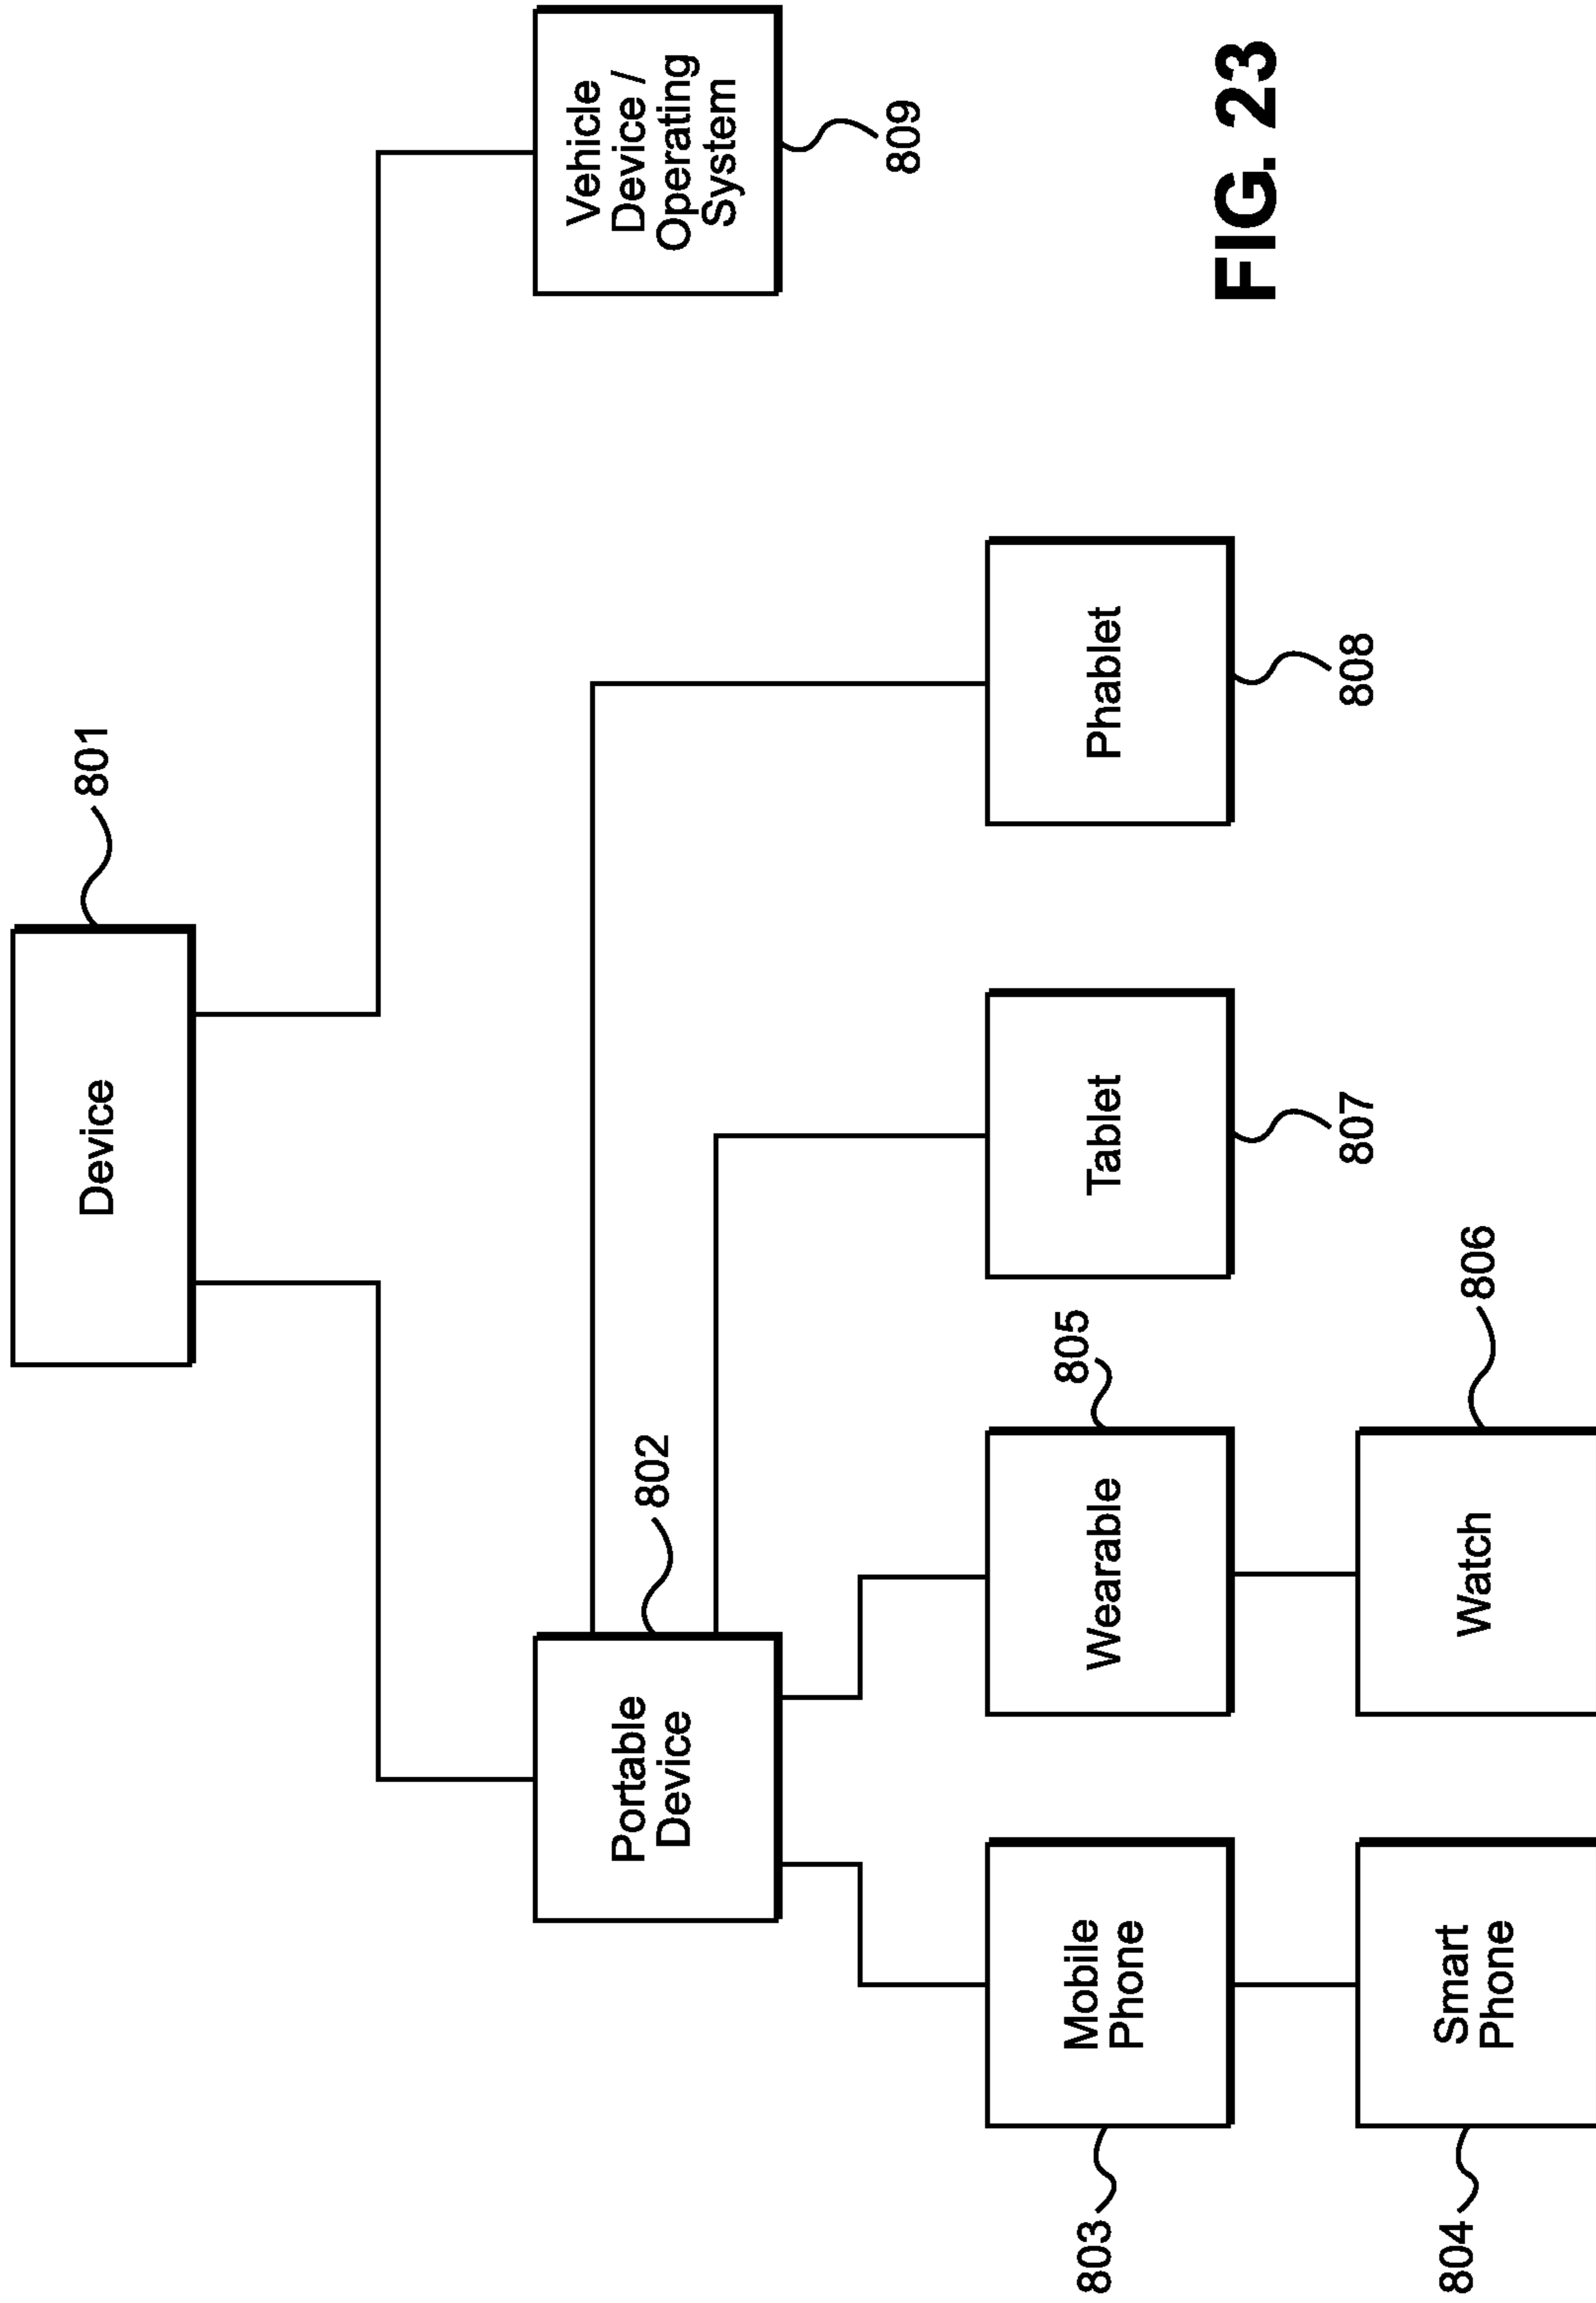 Device
801
Portable
Device
802
Vehicle
Device /
Operating
System
809
Mobile
Phone
803
Wearable
805
Tablet
807
Phablet
808
Smart
Phone
804
Watch
806
FIG. 23